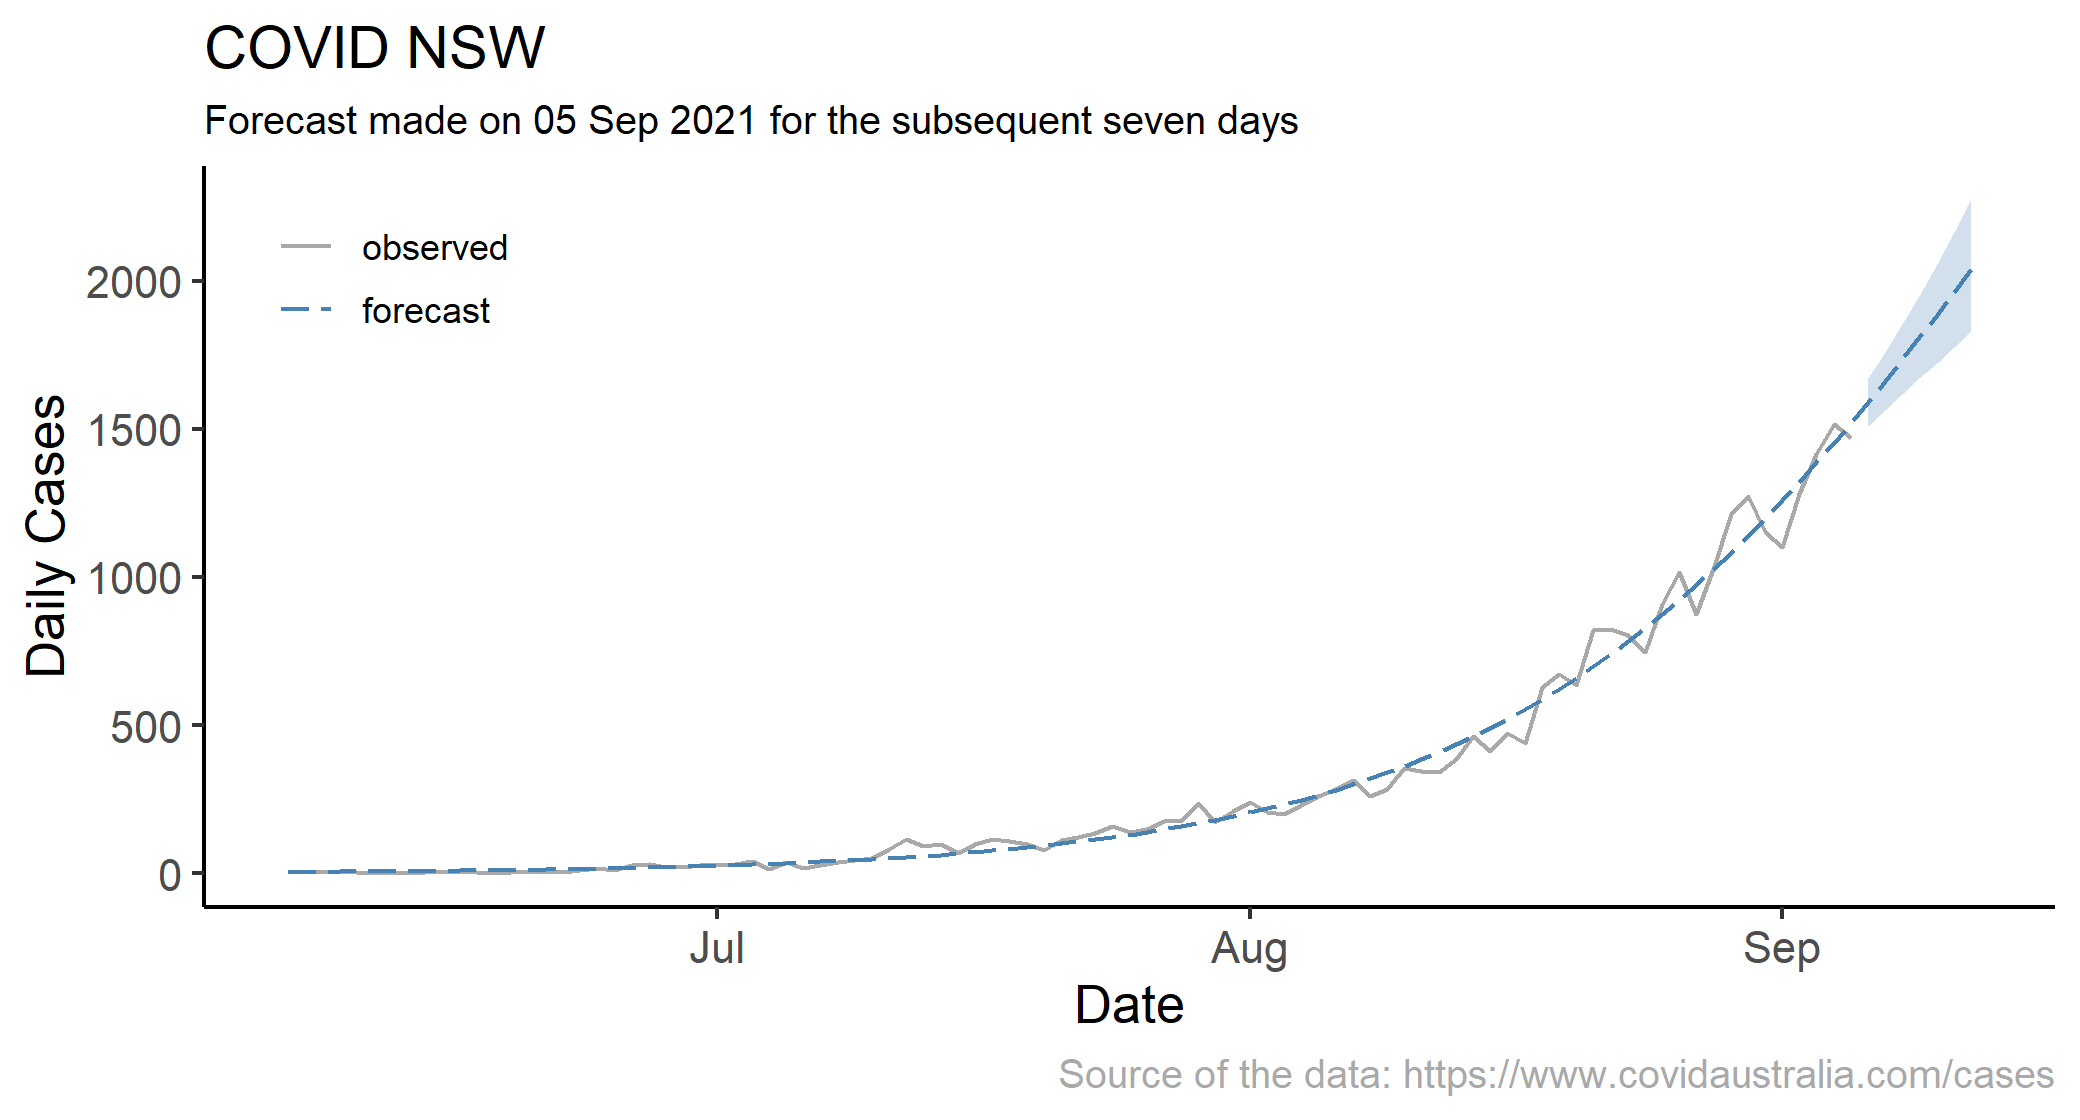 COVID NSW
Forecast made on 05 Sep 2021 for the subsequent seven days
observed
forecast
2000
1500
1000
500
0
Daily Cases
Jul Aug Sep
Date
Source of the data: https://www.covidaustralia.com/cases